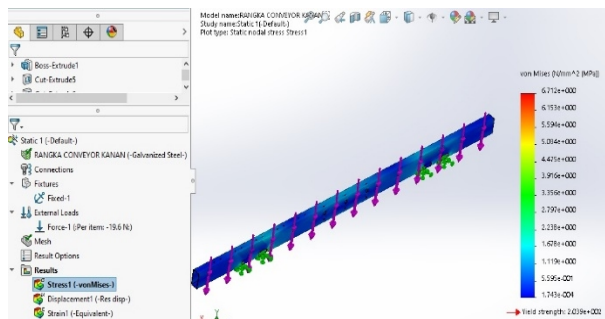 Model name:RANGKA CONVEYOR KANAN
Study name:Static 1(-Default-)
Plot type: Static nodal stress Stress1
Boss-Extrude1
Cut-Extrude5
Static 1 (-Default-)
RANGKA CONVEYOR KANAN (-Galvanized Steel-)
Connections
Fixtures
Fixed-1
External Loads
Force-1 (:Per item: -19.6 N:)
Mesh
Result Options
Results
Stress1 (-vonMises-)
Displacement1 (-Res disp-)
Strain1 (-Equivalent-)
von Mises (N/mm^2 (MPa))
6.712e+000
6.153e+000
5.594e+000
5.034e+000
4.475e+000
3.916e+000
3.356e+000
2.797e+000
2.238e+000
1.678e+000
1.119e+000
5.595e-001
1.743e-004
Yield strength: 2.039e+002
Y
X